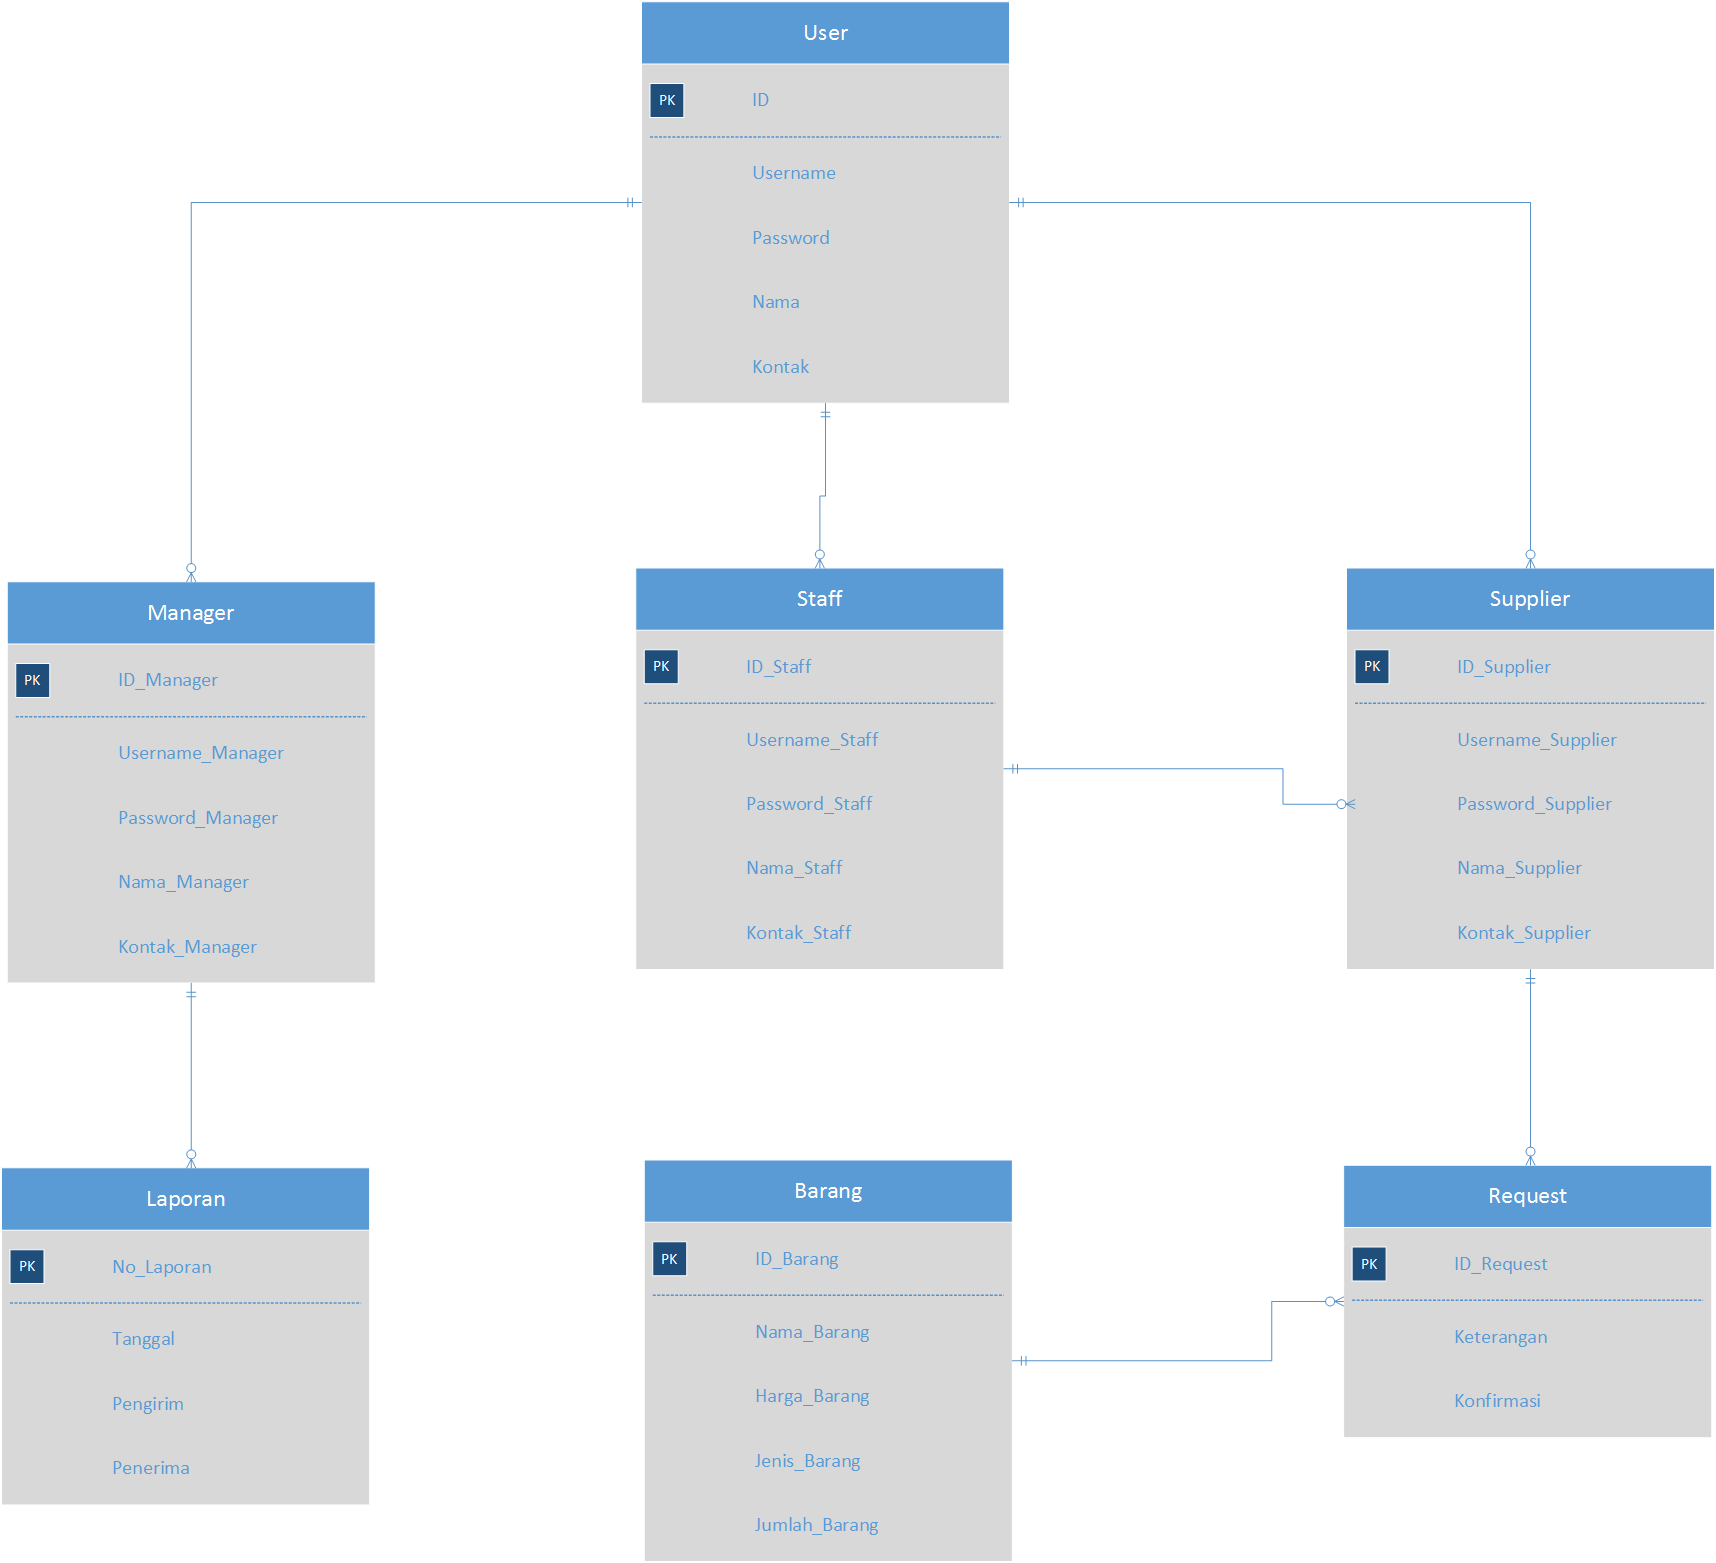 User
PK ID
Username
Password
Nama
Kontak
Manager
PK ID_Manager
Username_Manager
Password_Manager
Nama_Manager
Kontak_Manager
Staff
PK ID_Staff
Username_Staff
Password_Staff
Nama_Staff
Kontak_Staff
Supplier
PK ID_Supplier
Username_Supplier
Password_Supplier
Nama_Supplier
Kontak_Supplier
Laporan
PK No_Laporan
Tanggal
Pengirim
Penerima
Barang
PK ID_Barang
Nama_Barang
Harga_Barang
Jenis_Barang
Jumlah_Barang
Request
PK ID_Request
Keterangan
Konfirmasi